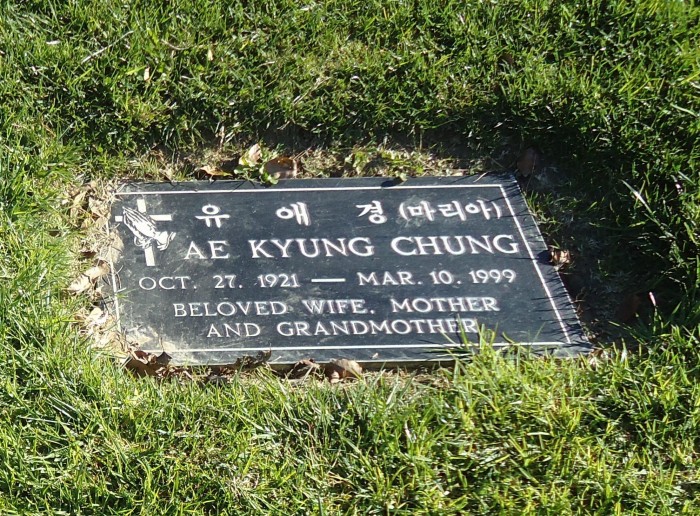 유 애 경 (마리아)
AE KYUNG CHUNG
OCT. 27. 1921 — MAR. 10. 1999
BELOVED WIFE, MOTHER
AND GRANDMOTHER